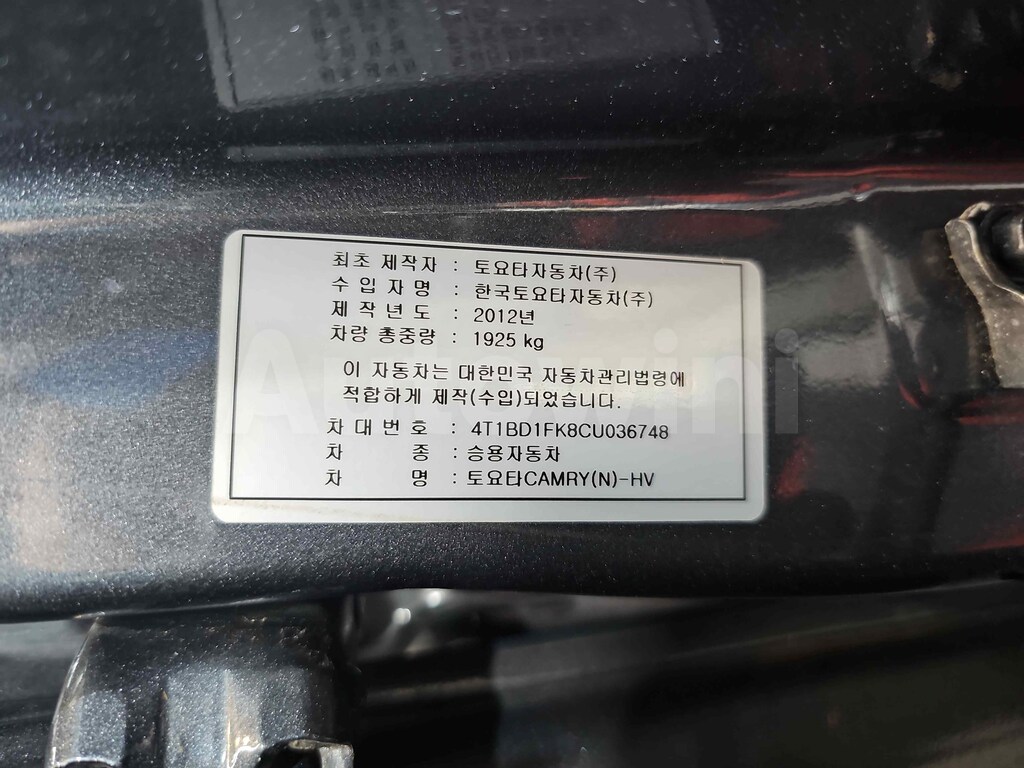 최초 제작자 : 토요타자동차(주)
수 입 자 명 : 한국토요타자동차(주)
제 작 년 도 : 2012년
차량 총중량 : 1925 kg
이 자동차는 대한민국 자동차관리법령에
적합하게 제작(수입)되었습니다.
차 대 번 호 : 4T1BD1FK8CU036748
차 종 : 승용자동차
차 명 : 토요타CAMRY(N)-HV
Autowini